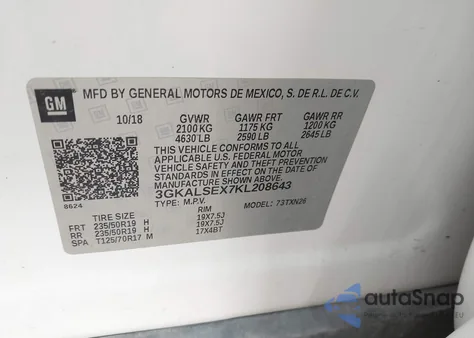 GM
MFD BY GENERAL MOTORS DE MEXICO, S. DE R.L. DE C.V.
10/18 GVWR GAWR FRT GAWR RR
2100 KG 1175 KG 1200 KG
4630 LB 2590 LB 2645 LB
THIS VEHICLE CONFORMS TO ALL
APPLICABLE U.S. FEDERAL MOTOR
VEHICLE SAFETY AND THEFT PREVENTION
STANDARDS IN EFFECT ON THE DATE OF
MANUFACTURE SHOWN ABOVE.
3GKALSEX7KL208643
8624 TYPE: M.P.V. MODEL: 73TXN26
TIRE SIZE RIM
FRT 235/50R19 H 19X7.5J
RR 235/50R19 H 19X7.5J
SPA T125/70R17 M 17X4BT
autoSnap